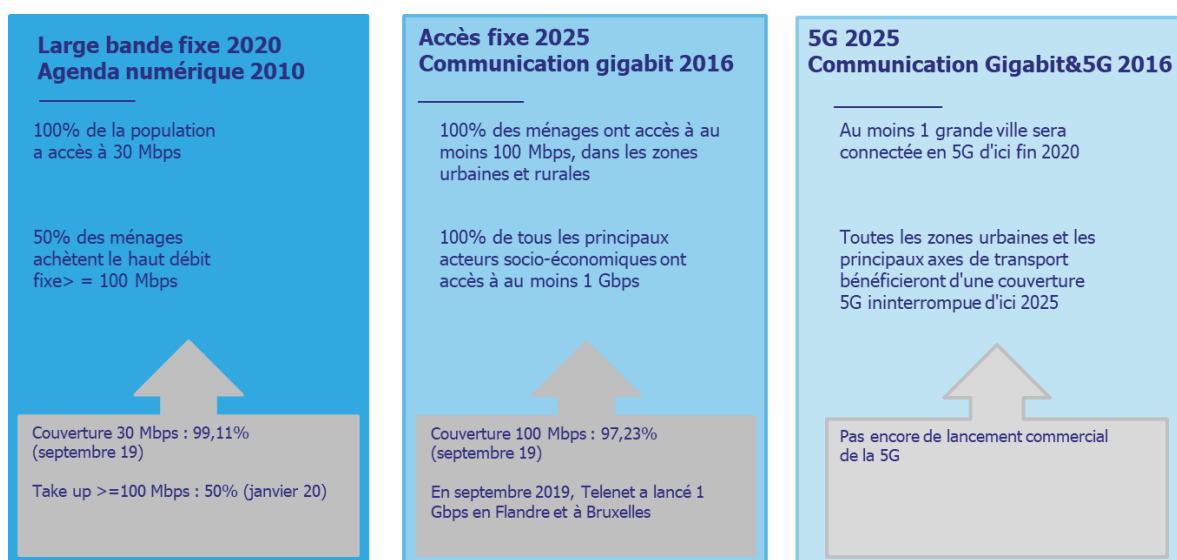 Large bande fixe 2020
Agenda numérique 2010
100% de la population
a accès à 30 Mbps
50% des ménages
achètent le haut débit
fixe> = 100 Mbps
Couverture 30 Mbps : 99,11%
(septembre 19)
Take up >=100 Mbps : 50% (janvier 20)
Accès fixe 2025
Communication gigabit 2016
100% des ménages ont accès à au
moins 100 Mbps, dans les zones
urbaines et rurales
100% de tous les principaux
acteurs socio-économiques ont
accès à au moins 1 Gbps
Couverture 100 Mbps : 97,23%
(septembre 19)
En septembre 2019, Telenet a lancé 1
Gbps en Flandre et à Bruxelles
5G 2025
Communication Gigabit&5G 2016
Au moins 1 grande ville sera
connectée en 5G d'ici fin 2020
Toutes les zones urbaines et les
principaux axes de transport
bénéficieront d'une couverture
5G ininterrompue d'ici 2025
Pas encore de lancement commercial
de la 5G